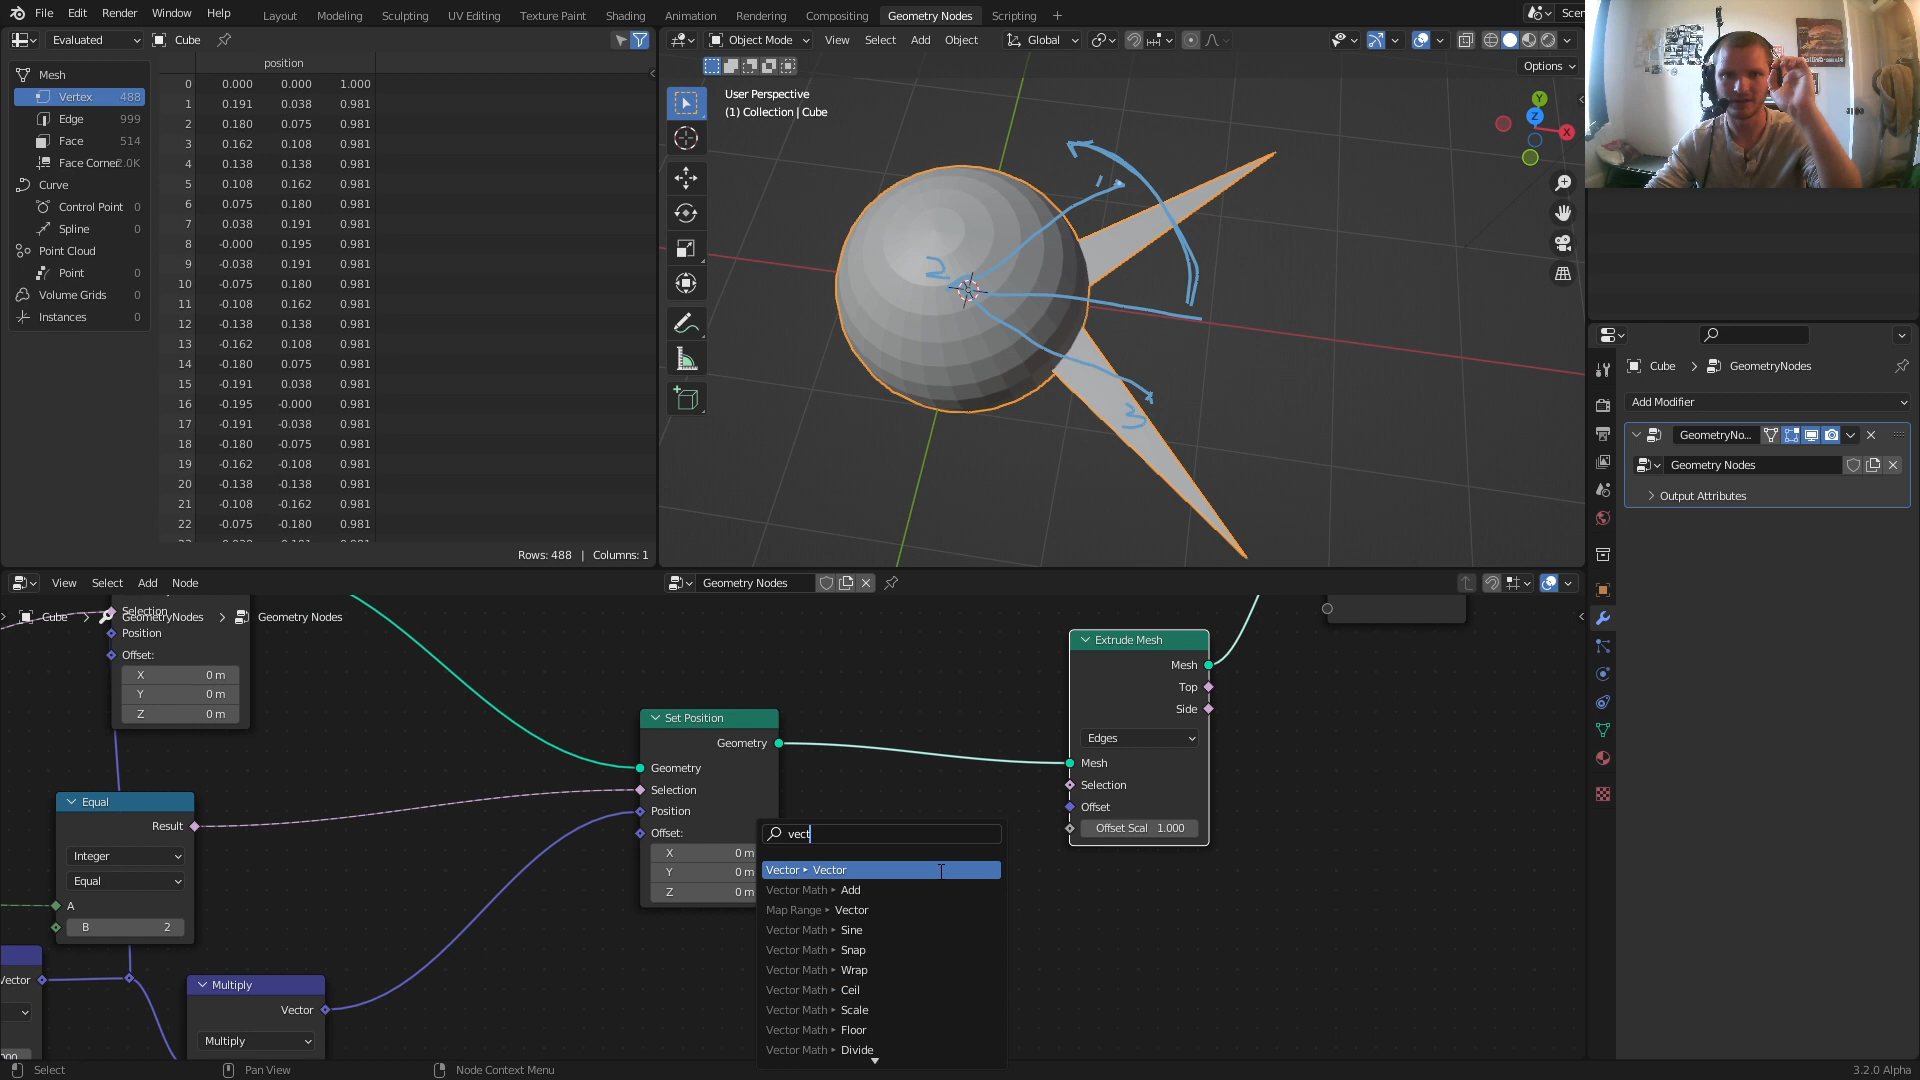 File Edit Render Window Help Layout Modeling Sculpting UV Editing Texture Paint Shading Animation Rendering Compositing Geometry Nodes Scripting Scen
Evaluated Cube
Object Mode View Select Add Object Global
position
Mesh
Vertex 488
Edge 999
Face 514
Face Corner 2.0K
Curve
Control Point 0
Spline 0
Point Cloud
Point 0
Volume Grids 0
Instances 0
0 0.000 0.000 1.000
1 0.191 0.038 0.981
2 0.180 0.075 0.981
3 0.162 0.108 0.981
4 0.138 0.138 0.981
5 0.108 0.162 0.981
6 0.075 0.180 0.981
7 0.038 0.191 0.981
8 -0.000 0.195 0.981
9 -0.038 0.191 0.981
10 -0.075 0.180 0.981
11 -0.108 0.162 0.981
12 -0.138 0.138 0.981
13 -0.162 0.108 0.981
14 -0.180 0.075 0.981
15 -0.191 0.038 0.981
16 -0.195 -0.000 0.981
17 -0.191 -0.038 0.981
18 -0.180 -0.075 0.981
19 -0.162 -0.108 0.981
20 -0.138 -0.138 0.981
21 -0.108 -0.162 0.981
22 -0.075 -0.180 0.981
Rows: 488 | Columns: 1
Options
User Perspective
(1) Collection | Cube
Y
Z
X
1
2
3
Cube > GeometryNodes
Add Modifier
GeometryNo...
Geometry Nodes
Output Attributes
View Select Add Node
Geometry Nodes
Cube > GeometryNodes > Geometry Nodes
Selection
Position
Offset:
X 0 m
Y 0 m
Z 0 m
Equal
Result
Integer
Equal
A
B 2
Vector
Multiply
Vector
Multiply
Set Position
Geometry
Geometry
Selection
Position
Offset:
X 0 m
Y 0 m
Z 0 m
vect
Vector ▸ Vector
Vector Math ▸ Add
Map Range ▸ Vector
Vector Math ▸ Sine
Vector Math ▸ Snap
Vector Math ▸ Wrap
Vector Math ▸ Ceil
Vector Math ▸ Scale
Vector Math ▸ Floor
Vector Math ▸ Divide
Extrude Mesh
Mesh
Top
Side
Edges
Mesh
Selection
Offset
Offset Scal 1.000
Select Pan View Node Context Menu 3.2.0 Alpha